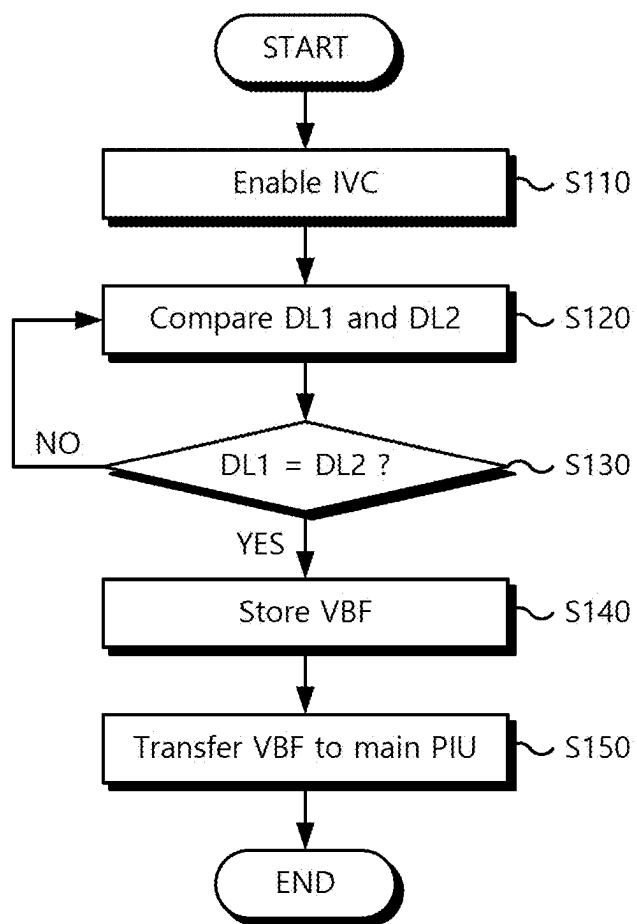 START
Enable IVC
S110
Compare DL1 and DL2
S120
NO
DL1 = DL2 ?
S130
YES
Store VBF
S140
Transfer VBF to main PIU
S150
END